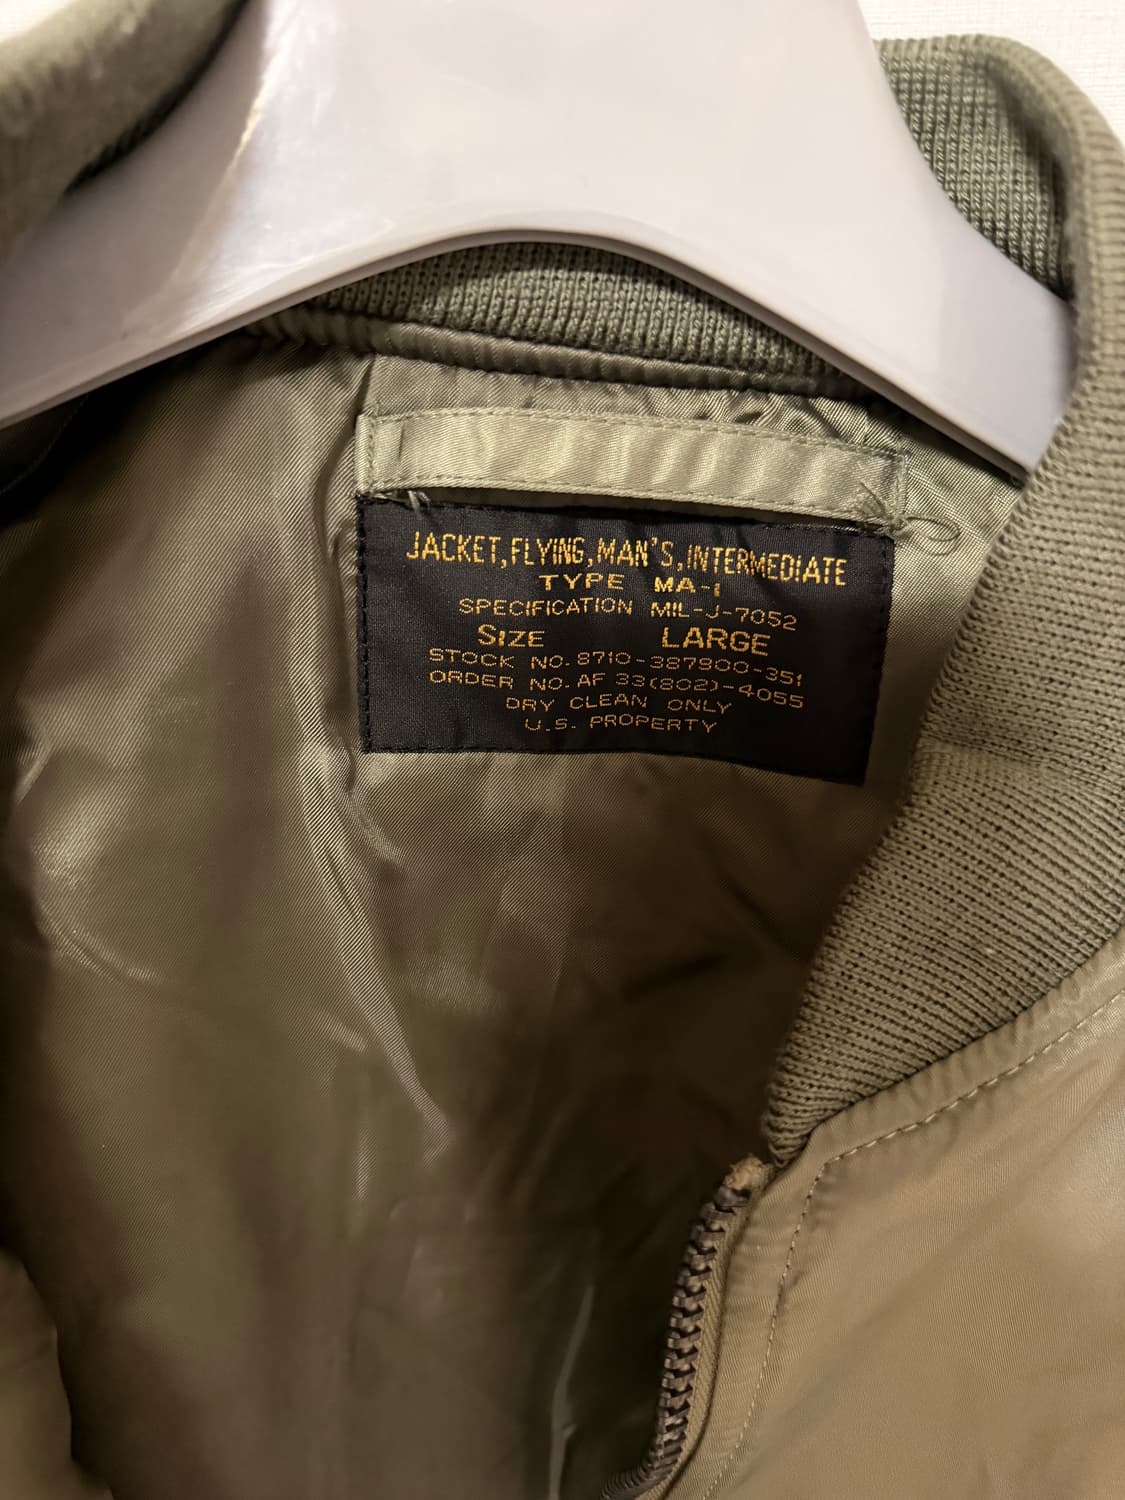 JACKET, FLYING, MAN'S, INTERMEDIATE
TYPE MA-1
SPECIFICATION MIL-J-7052
SIZE LARGE
STOCK NO. 8710-387900-351
ORDER NO. AF 33(802)-4055
DRY CLEAN ONLY
U.S. PROPERTY